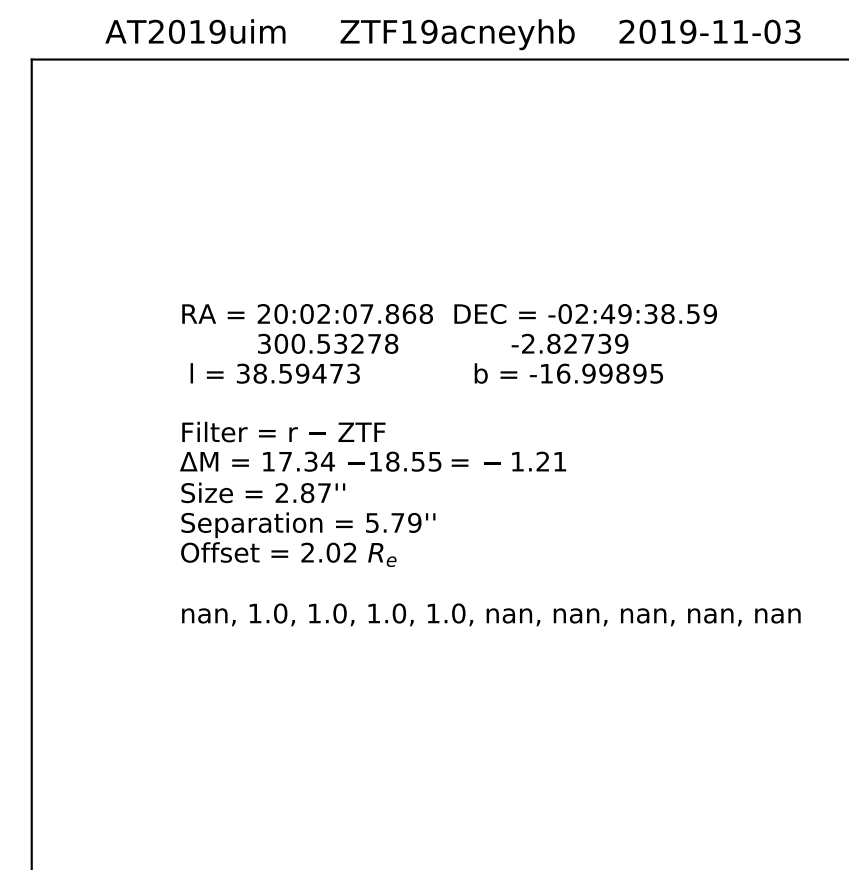 AT2019uim ZTF19acneyhb 2019-11-03
RA = 20:02:07.868 DEC = -02:49:38.59
300.53278 -2.82739
l = 38.59473 b = -16.99895
Filter = r − ZTF
ΔM = 17.34 −18.55 = − 1.21
Size = 2.87''
Separation = 5.79''
Offset = 2.02 Rₑ
nan, 1.0, 1.0, 1.0, 1.0, nan, nan, nan, nan, nan